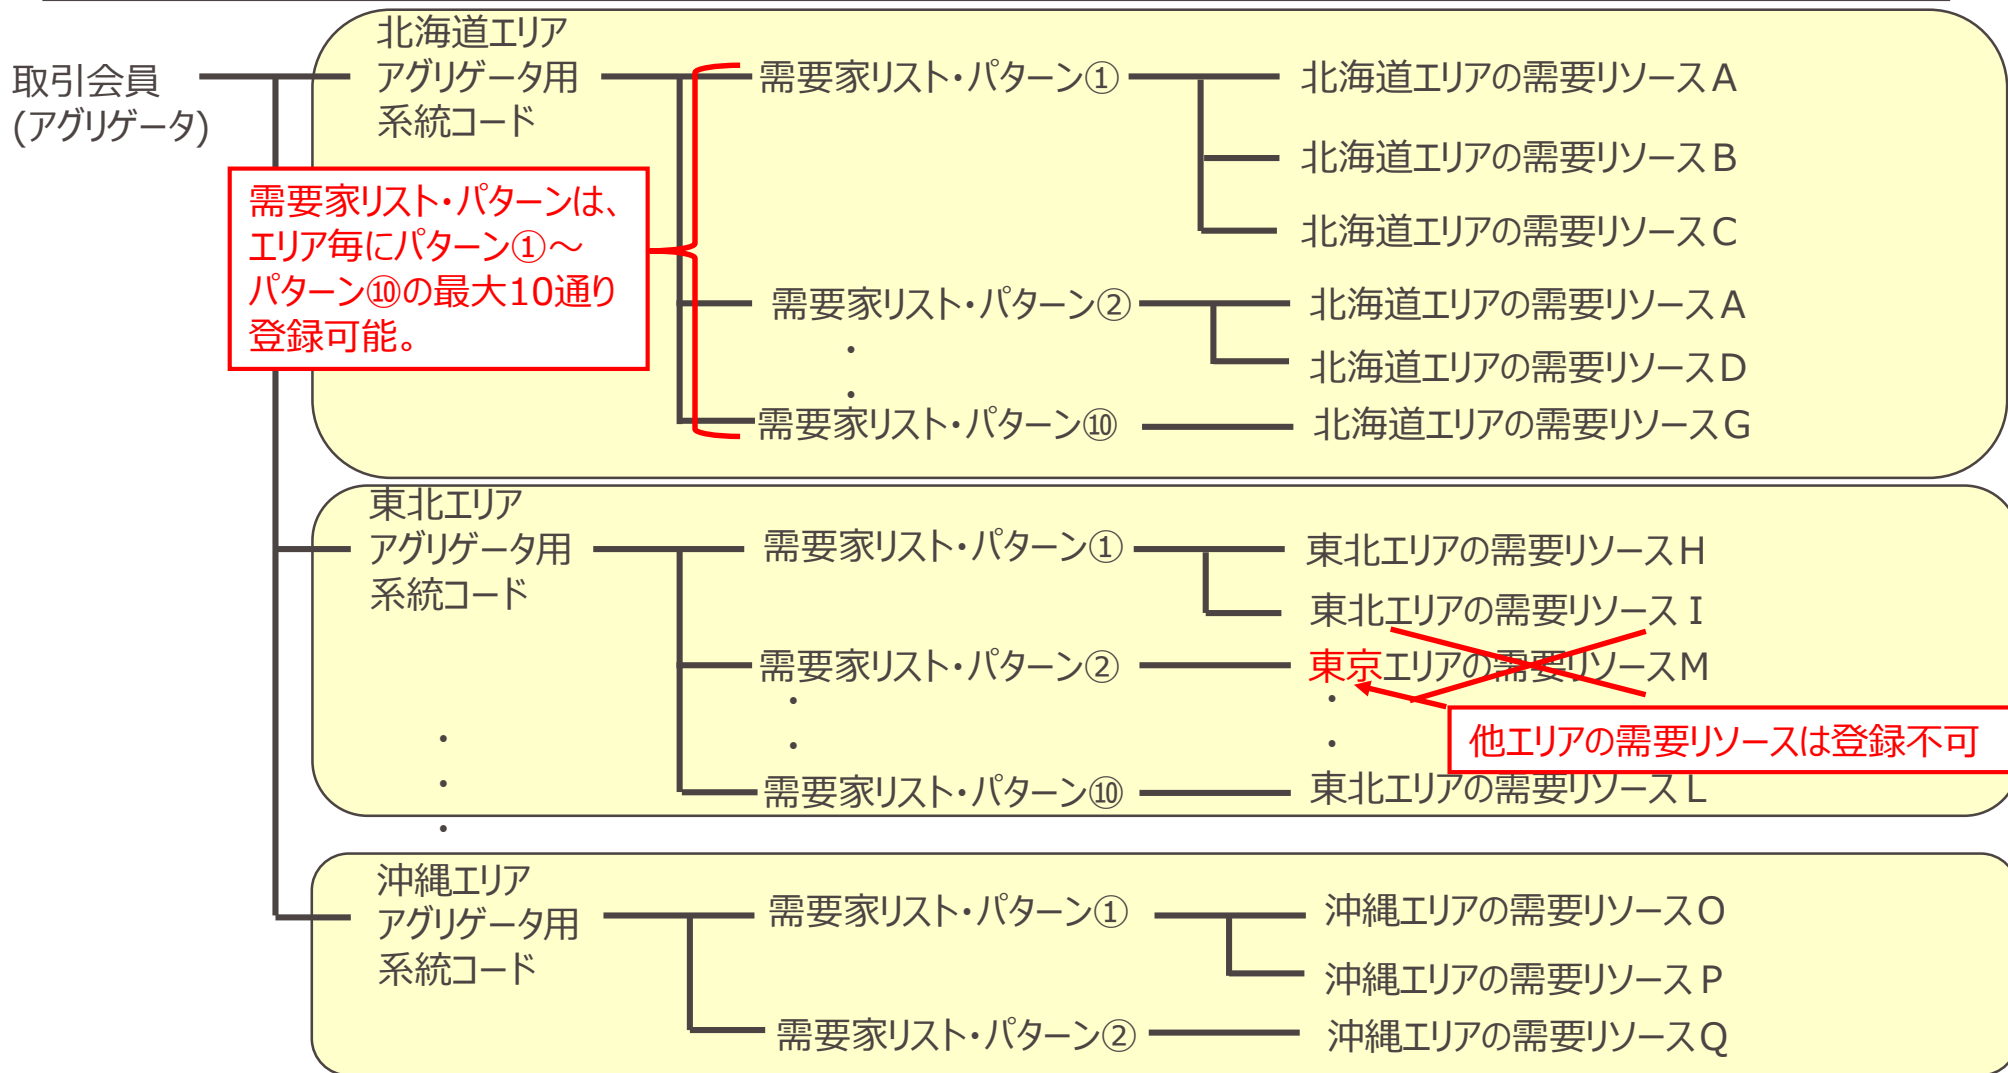 取引会員
(アグリゲータ)
北海道エリア
アグリゲータ用
系統コード
需要家リスト・パターン①
北海道エリアの需要リソースA
北海道エリアの需要リソースB
北海道エリアの需要リソースC
需要家リスト・パターンは、
エリア毎にパターン①～
パターン⑩の最大10通り
登録可能。
需要家リスト・パターン②
北海道エリアの需要リソースA
北海道エリアの需要リソースD
・
・
需要家リスト・パターン⑩
北海道エリアの需要リソースG
東北エリア
アグリゲータ用
系統コード
需要家リスト・パターン①
東北エリアの需要リソースH
東北エリアの需要リソースI
需要家リスト・パターン②
東京エリアの需要リソースM
・
・
・
・
他エリアの需要リソースは登録不可
需要家リスト・パターン⑩
東北エリアの需要リソースL
・
・
・
沖縄エリア
アグリゲータ用
系統コード
需要家リスト・パターン①
沖縄エリアの需要リソースO
沖縄エリアの需要リソースP
需要家リスト・パターン②
沖縄エリアの需要リソースQ